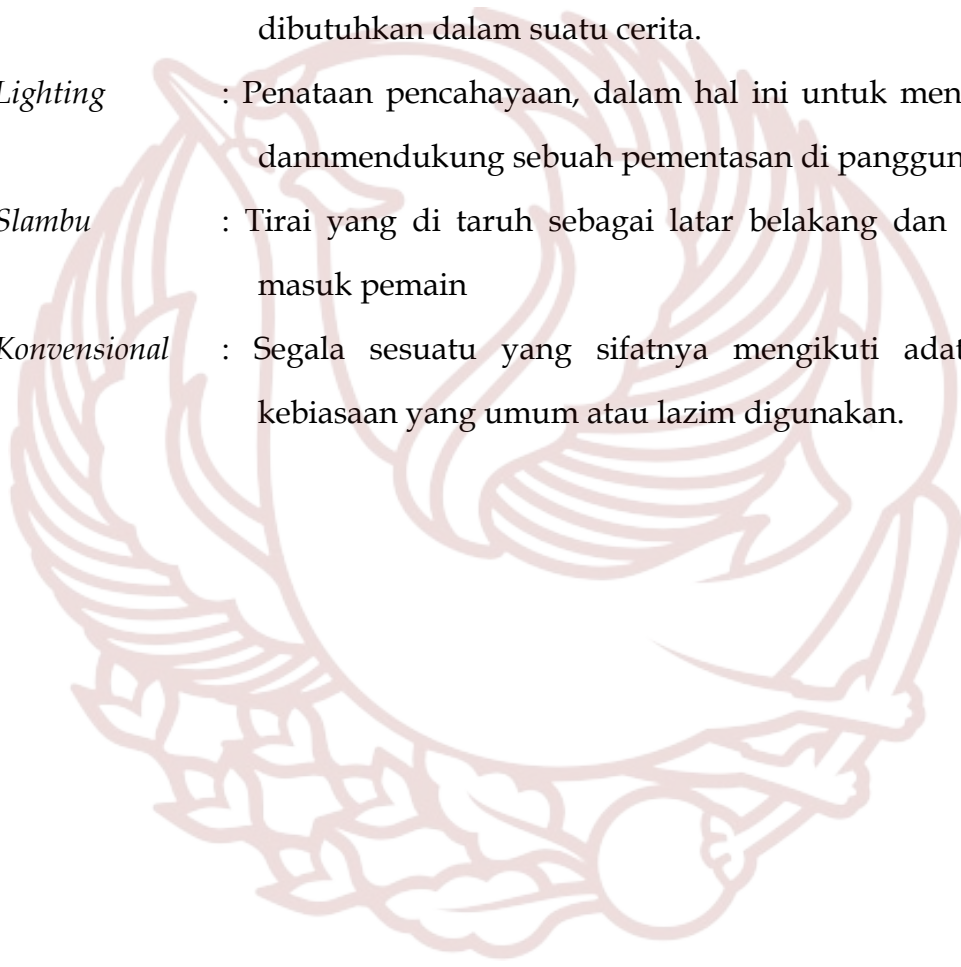 dibutuhkan dalam suatu cerita.
Lighting : Penataan pencahayaan, dalam hal ini untuk men
dannmendukung sebuah pementasan di panggun
Slambu : Tirai yang di taruh sebagai latar belakang dan
masuk pemain
Konvensional : Segala sesuatu yang sifatnya mengikuti adat
kebiasaan yang umum atau lazim digunakan.